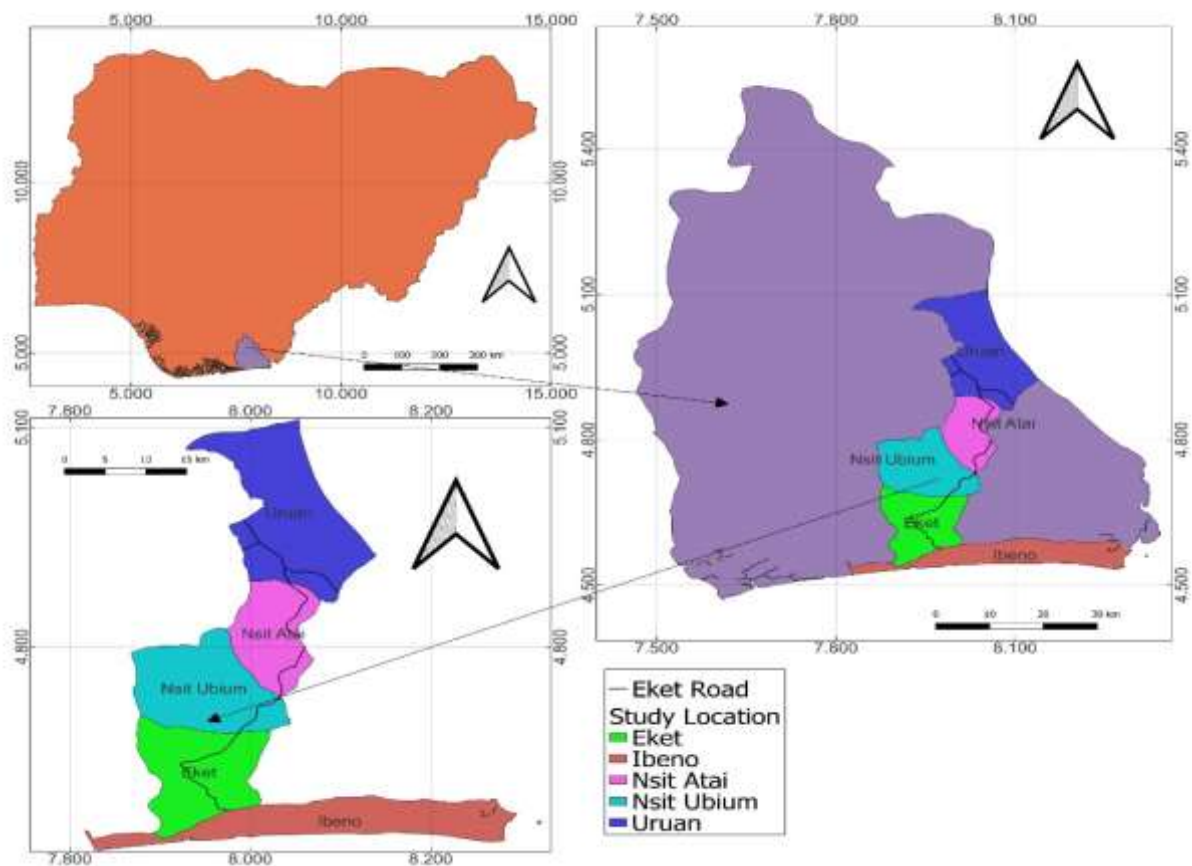 5.000 10.000 15.000
10.000 10.000
5.000 5.000
0
km
5.000 10.000 15.000
7.500 7.800 8.100
5.400 5.400
5.100 5.100
Uruan
4.800 4.800
Nsit Atai
Nsit Ubium
Eket
Ibeno
4.500 4.500
0 10 20 30 km
7.500 7.800 8.100
7.800 8.000 8.200
5.100 5.100
0 5 10 15 km
Uruan
Nsit Atai
4.800 4.800
Nsit Ubium
Eket
Ibeno
7.800 8.000 8.200
Eket Road
Study Location
Eket
Ibeno
Nsit Atai
Nsit Ubium
Uruan